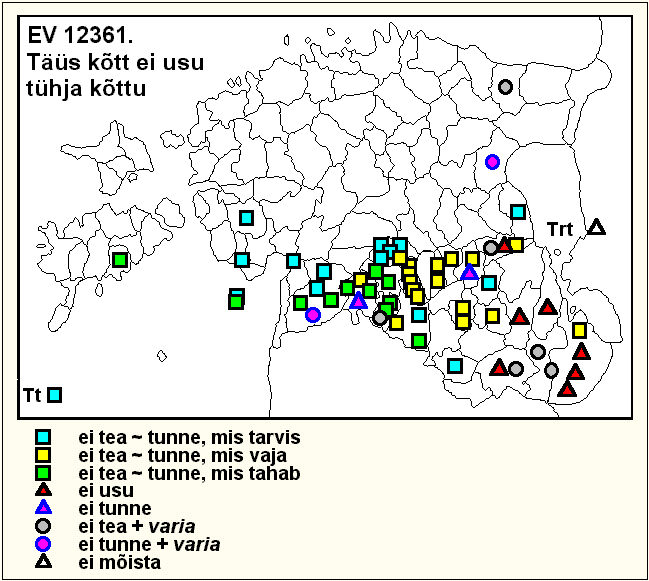 EV 12361.
Täüs kõtt ei usu
tühja kõttu
Trt
Tt
ei tea ~ tunne, mis tarvis
ei tea ~ tunne, mis vaja
ei tea ~ tunne, mis tahab
ei usu
ei tunne
ei tea + varia
ei tunne + varia
ei mõista